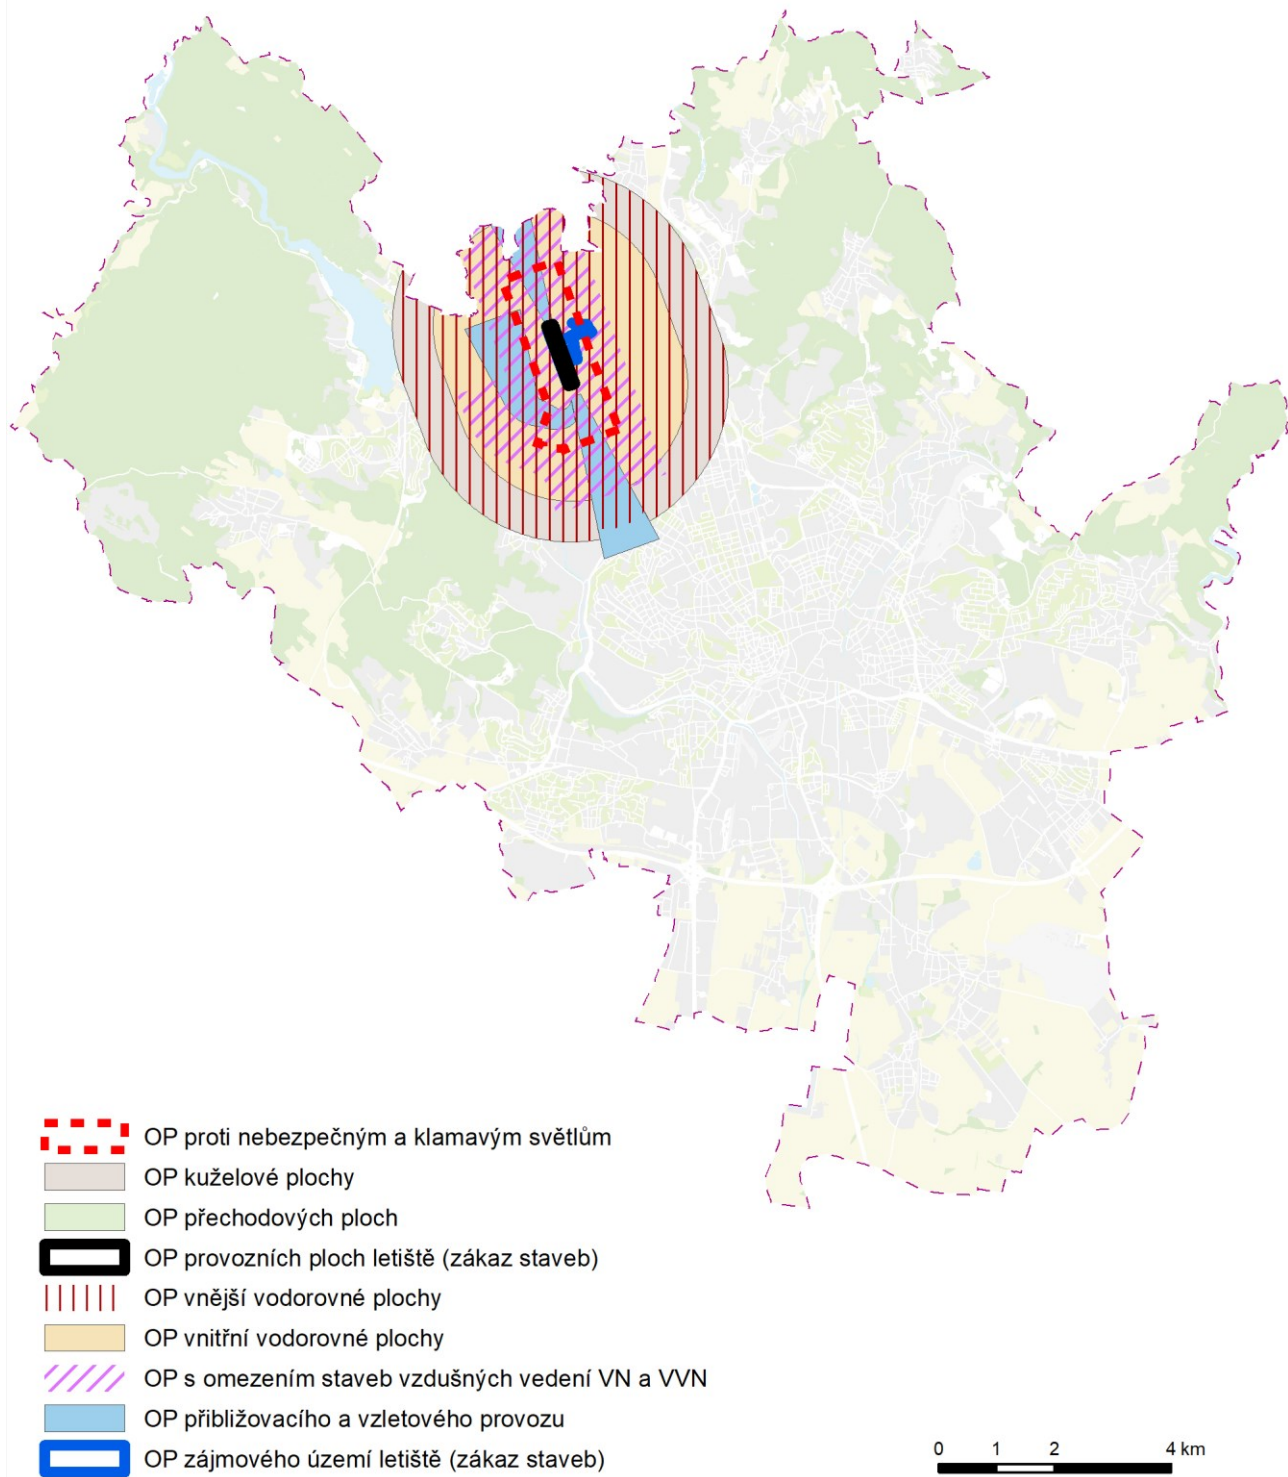 OP proti nebezpečným a klamavým světlům
OP kuželové plochy
OP přechodových ploch
OP provozních ploch letiště (zákaz staveb)
OP vnější vodorovné plochy
OP vnitřní vodorovné plochy
OP s omezením staveb vzdušných vedení VN a VVN
OP přibližovacího a vzletového provozu
OP zájmového území letiště (zákaz staveb)
0 1 2 4 km